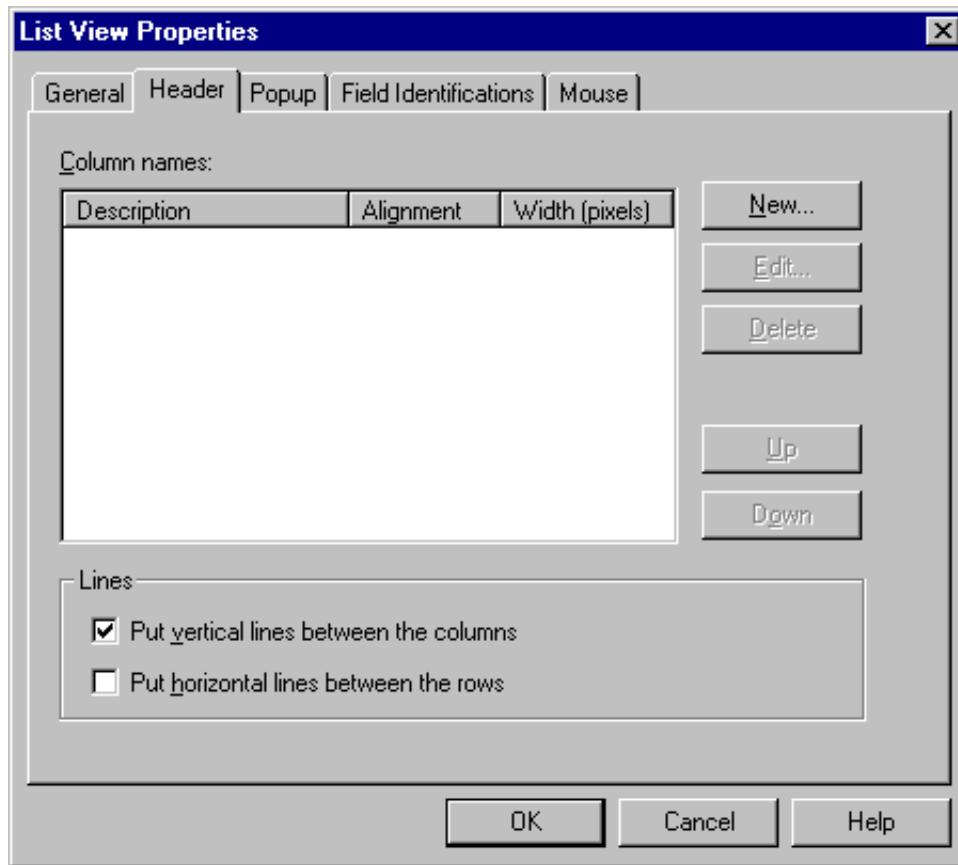 List View Properties
General Header Popup Field Identifications Mouse
Column names:
Description Alignment Width (pixels)
New...
Edit...
Delete
Up
Down
Lines
Put vertical lines between the columns
Put horizontal lines between the rows
OK Cancel Help